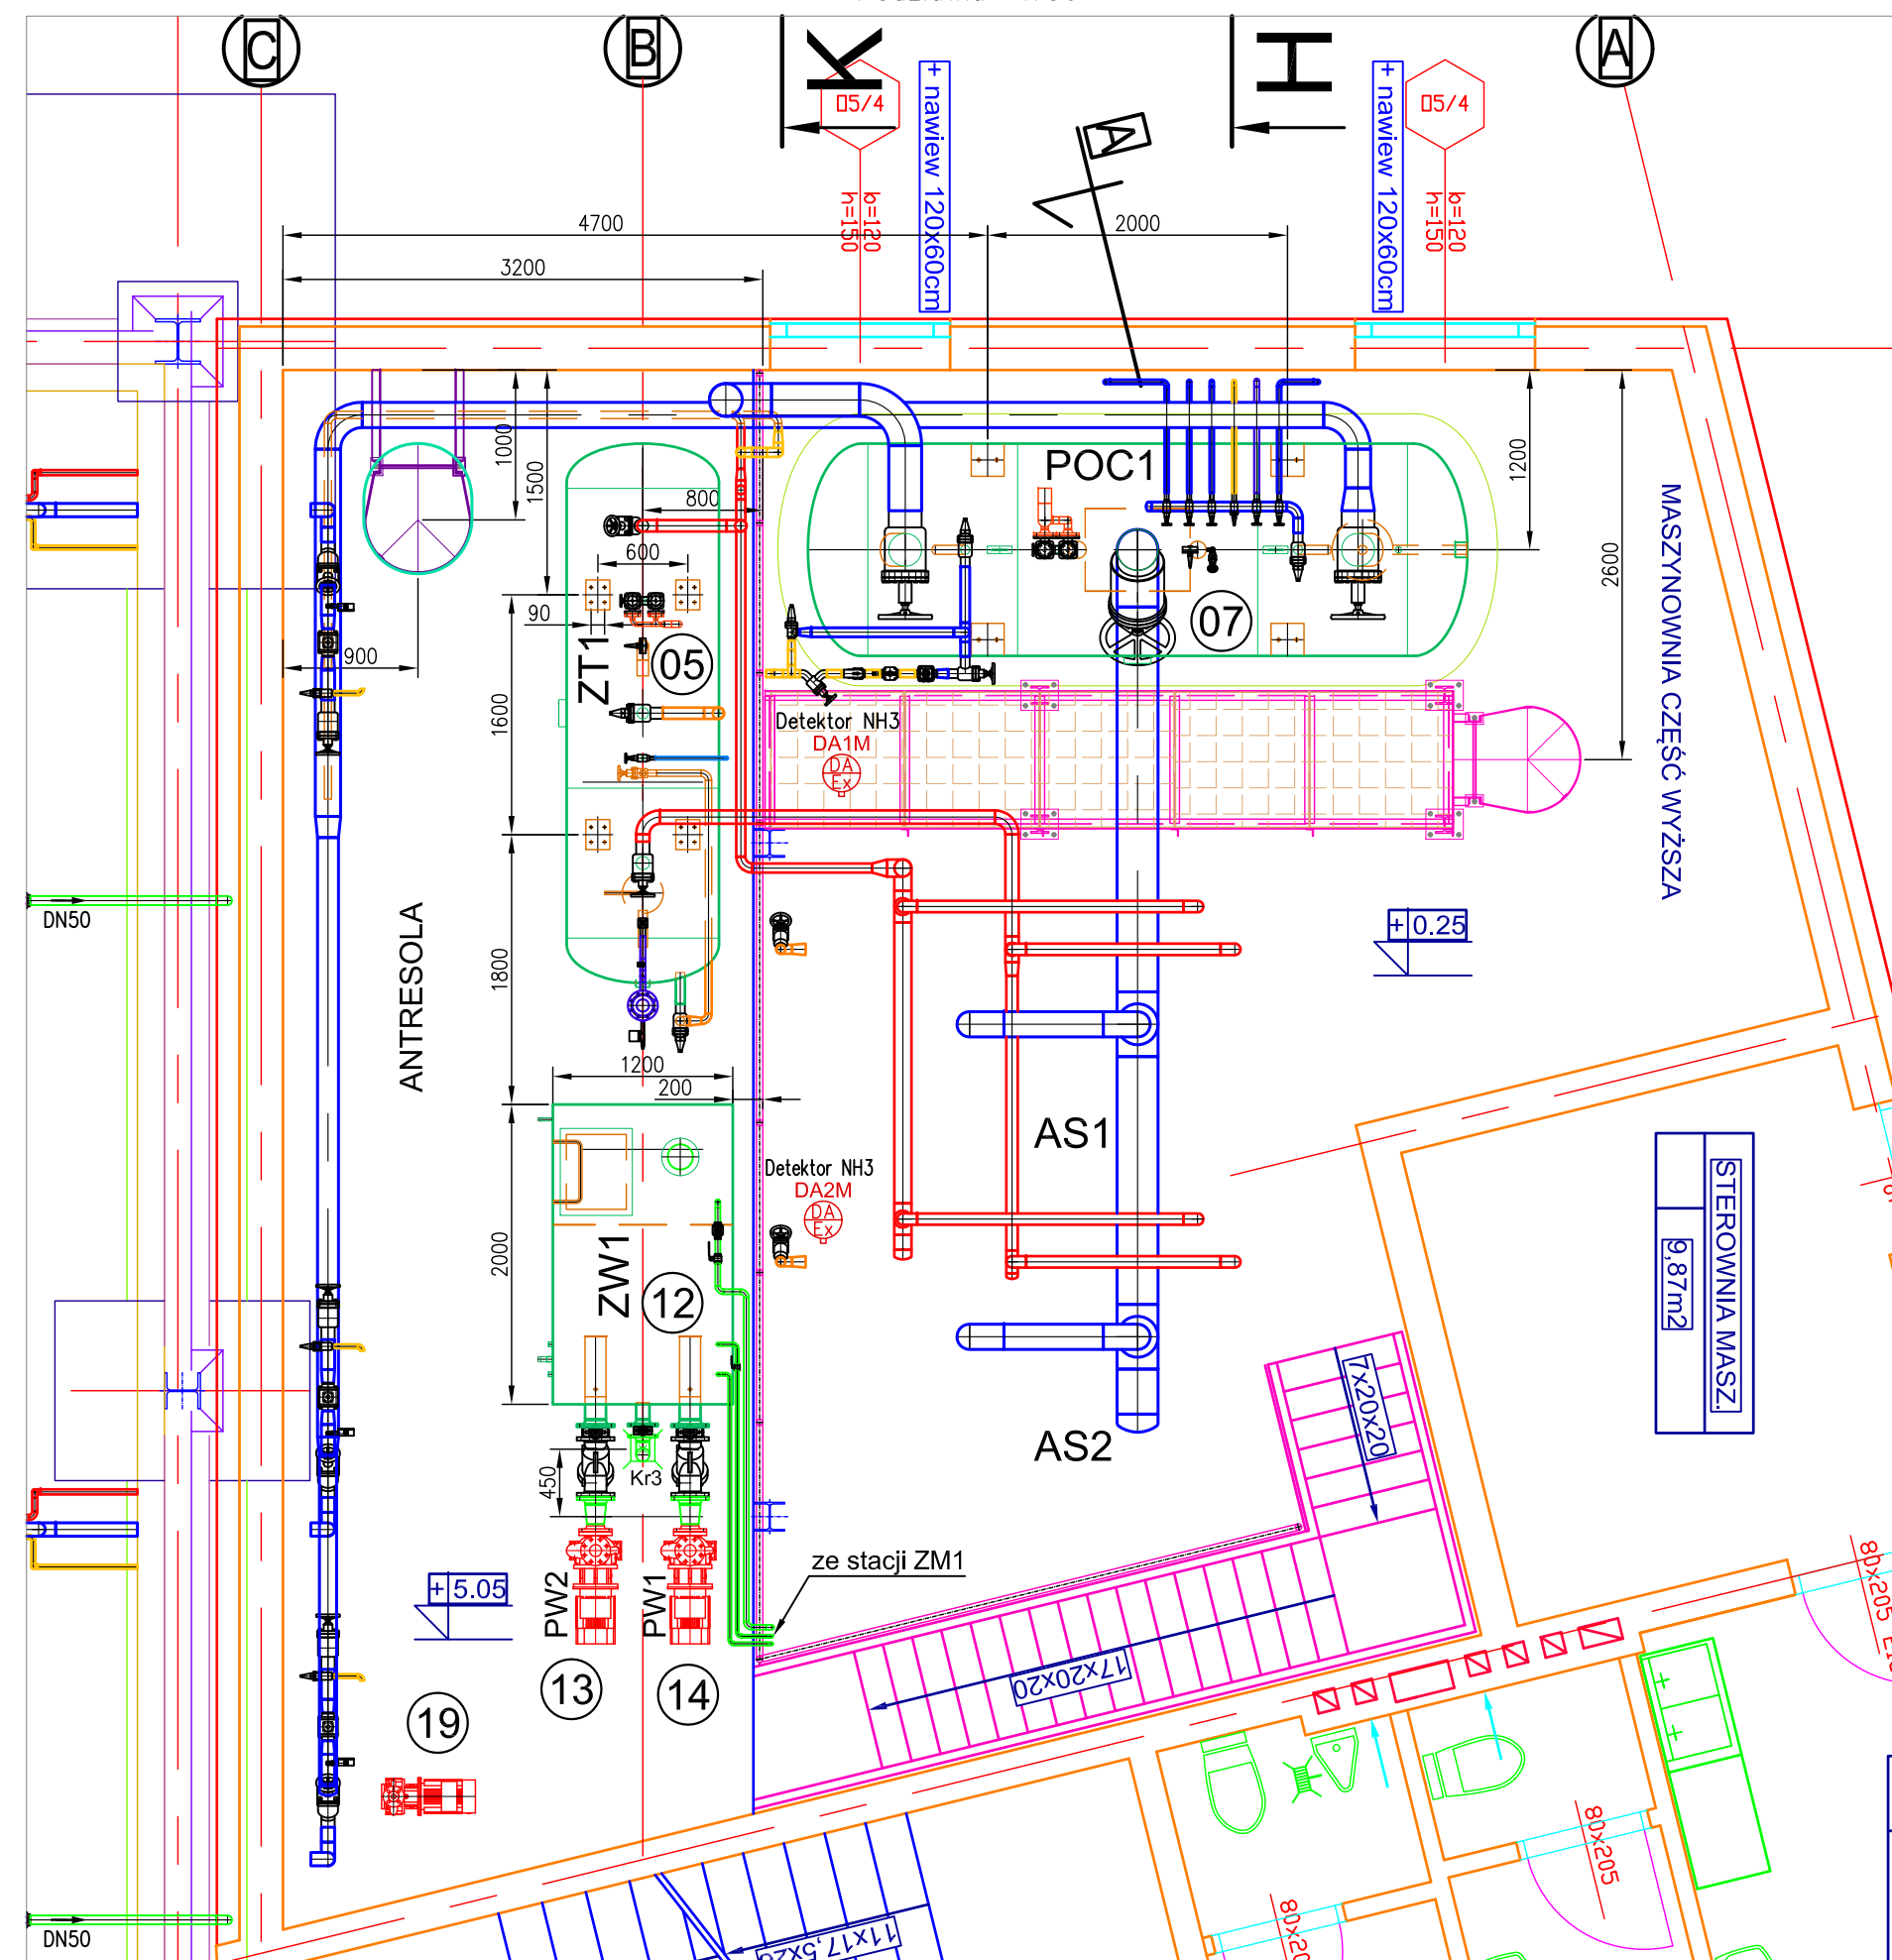 C
B
K
H
A
05/4
+ nawiew 120x60cm
05/4
+ nawiew 120x60cm
A
b=120
h=150
b=120
h=150
4700
2000
3200
1000
1500
800
600
90
900
1600
1800
1200
2600
POC1
07
ZT1
05
MASZYNOWNIA CZĘŚĆ WYŻSZA
Detektor NH3
DA1M
DA
Ex
DN50
ANTRESOLA
+0.25
1200
200
AS1
Detektor NH3
DA2M
DA
Ex
2000
ZW1
12
STEROWNIA MASZ.
9,87m2
7x20x20
AS2
450
Kr3
ze stacji ZM1
+5.05
PW2
PW1
13
14
19
17x20x20
80x205
80x205
11x17,5x2
DN50